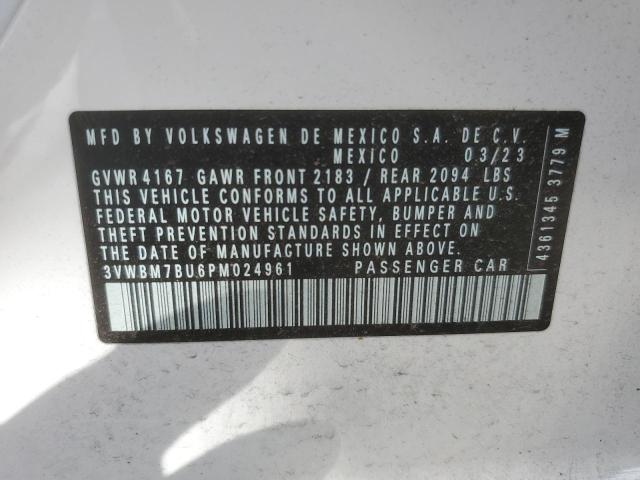 MFD BY VOLKSWAGEN DE MEXICO S.A. DE C.V.
MEXICO 03/23
GVWR 4167 GAWR FRONT 2183 / REAR 2094 LBS
THIS VEHICLE CONFORMS TO ALL APPLICABLE U.S.
FEDERAL MOTOR VEHICLE SAFETY, BUMPER AND
THEFT PREVENTION STANDARDS IN EFFECT ON
THE DATE OF MANUFACTURE SHOWN ABOVE.
3VWBM7BU6PM024961 PASSENGER CAR
4361345 3779 M